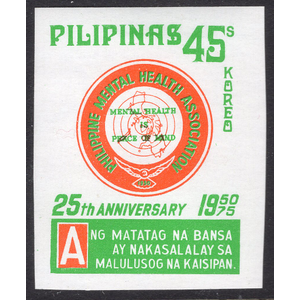 PILIPINAS 45s
KOREO
PHILIPPINE MENTAL HEALTH ASSOCIATION
MENTAL HEALTH
IS
PEACE OF MIND
25th ANNIVERSARY 1950
75
ANG MATATAG NA BANSA
AY NAKASALALAY SA
MALULUSOG NA KAISIPAN.